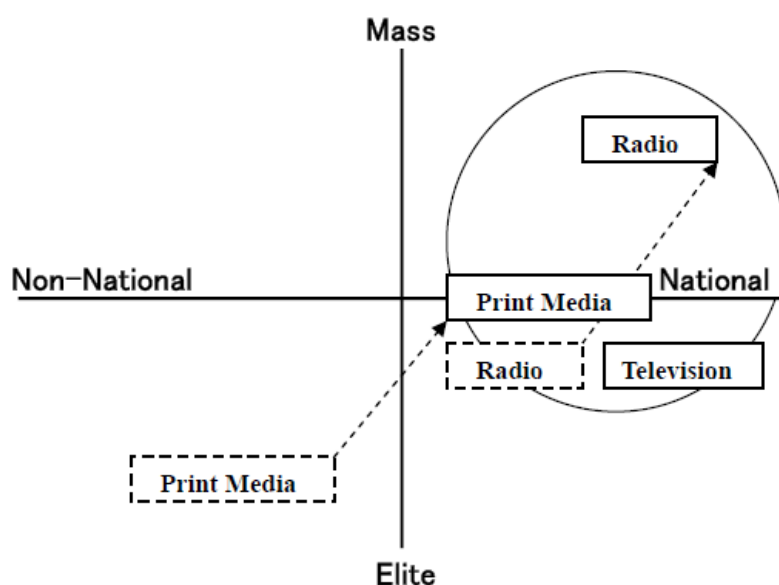 Mass
Radio
Non-National
National
Print Media
Radio
Television
Print Media
Elite